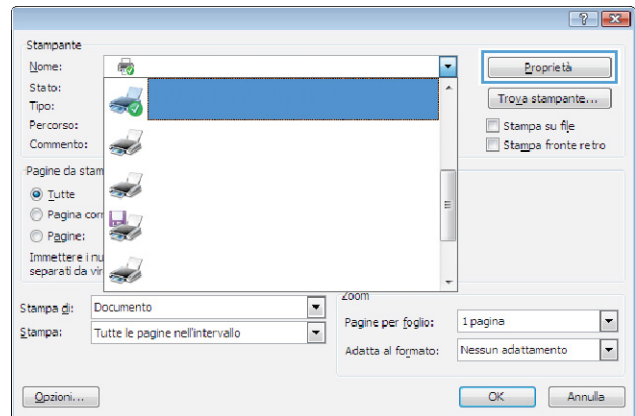 Stampante
Nome:
Proprietà
Stato:
Tipo:
Trova stampante...
Percorso:
Stampa su file
Commento:
Stampa fronte retro
Pagine da stam
Tutte
Pagina corr
Pagine:
Immettere i nu
separati da vir
Zoom
Stampa di: Documento
Pagine per foglio: 1 pagina
Stampa: Tutte le pagine nell'intervallo
Adatta al formato: Nessun adattamento
Opzioni...
OK
Annulla